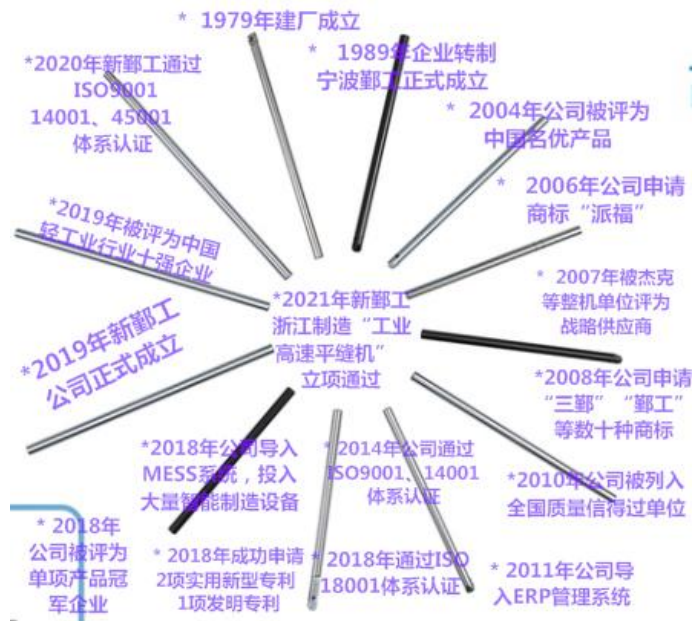 * 1979年建厂成立
* 1989年企业转制
宁波鄞工正式成立
* 2004年公司被评为
中国名优产品
* 2006年公司申请
商标“派福”
* 2007年被杰克
等整机单位评为
战略供应商
*2008年公司申请
“三鄞”“鄞工”
等数十种商标
*2010年公司被列入
全国质量信得过单位
* 2011年公司导
入ERP管理系统
*2014年公司通过
ISO9001、14001
体系认证
* 2018年通过ISO
18001体系认证
*2018年公司导入
MESS系统，投入
大量智能制造设备
* 2018年成功申请
2项实用新型专利
1项发明专利
* 2018年
公司被评为
单项产品冠
军企业
*2019年新鄞工
公司正式成立
*2019年被评为中国
轻工业行业十强企业
*2020年新鄞工通过
ISO9001
14001、45001
体系认证
*2021年新鄞工
浙江制造“工业
高速平缝机”
立项通过